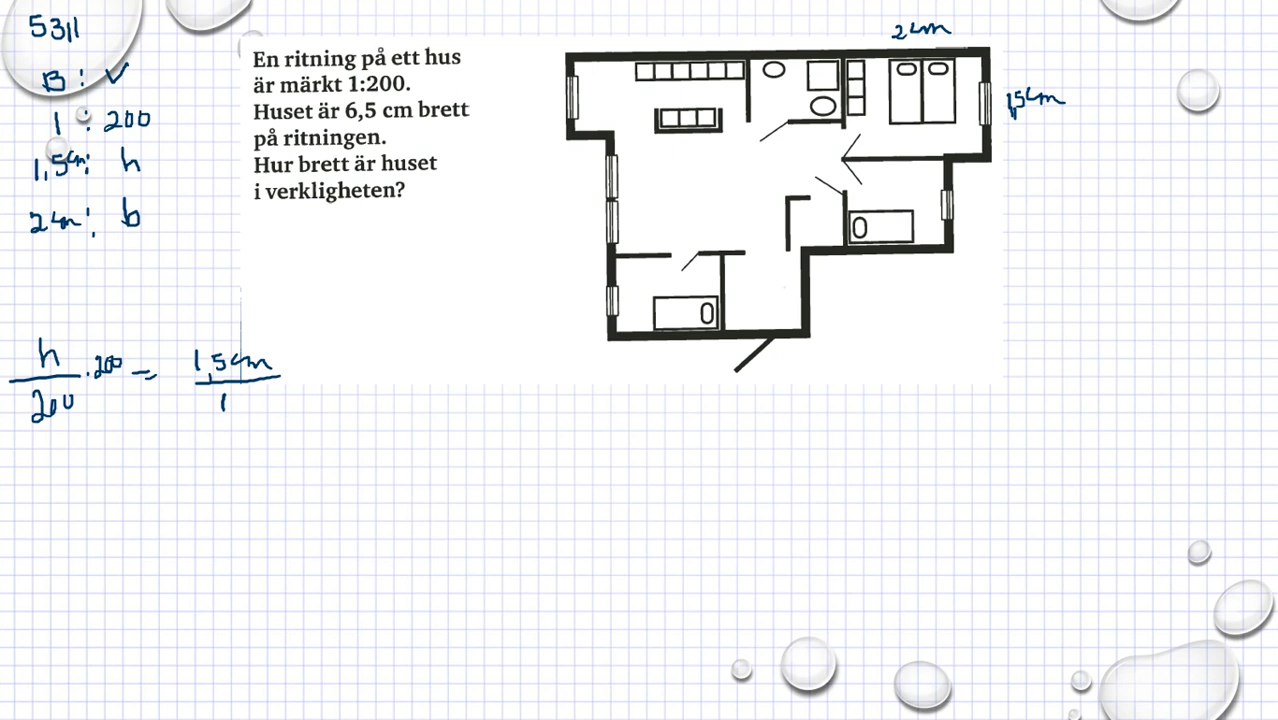 5311
B : V
1 : 200
1,5cm : h
2cm : b
En ritning på ett hus
är märkt 1:200.
Huset är 6,5 cm brett
på ritningen.
Hur brett är huset
i verkligheten?
2cm
1,5cm
h/200 · 200 = 1,5cm/1